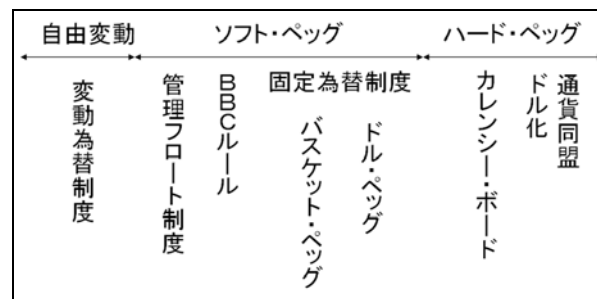 自由変動
ソフト・ペッグ
ハード・ペッグ
変動為替制度
管理フロート制度
BBCルール
固定為替制度
バスケット・ペッグ
ドル・ペッグ
カレンシー・ボード
ドル化
通貨同盟